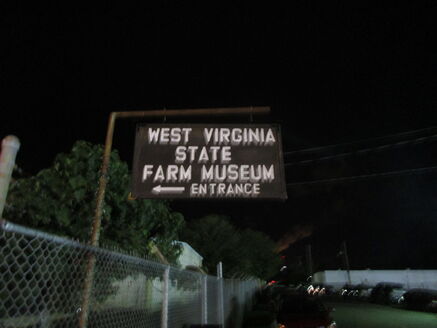 WEST VIRGINIA
STATE
FARM MUSEUM
← ENTRANCE